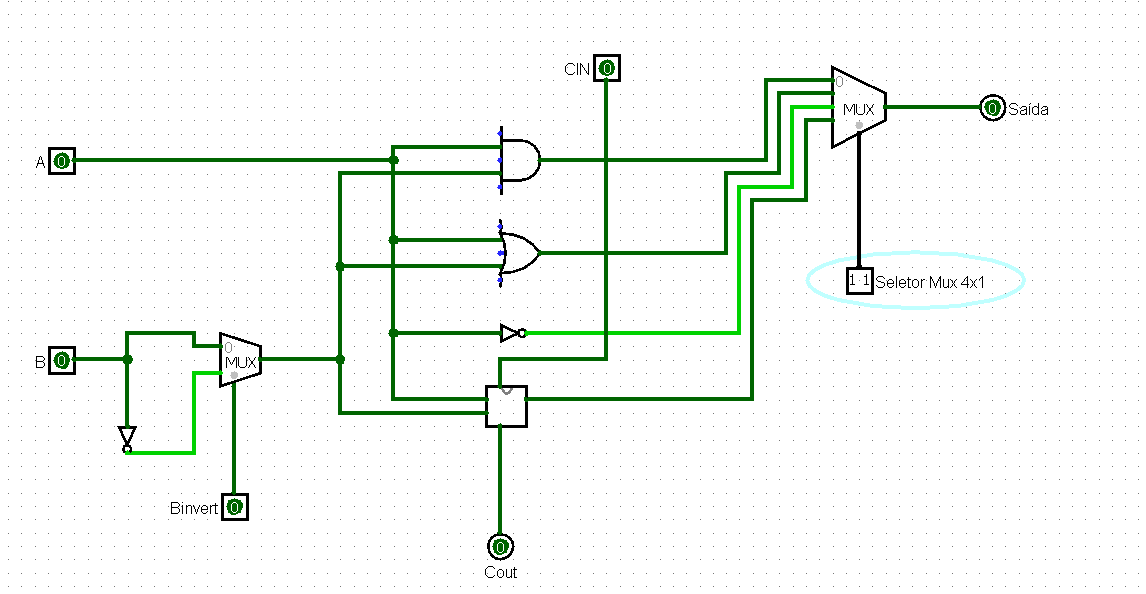 CIN 0
0
MUX
0 Saída
A 0
1 1 Seletor Mux 4x1
B 0
0
MUX
Binvert 0
0
Cout